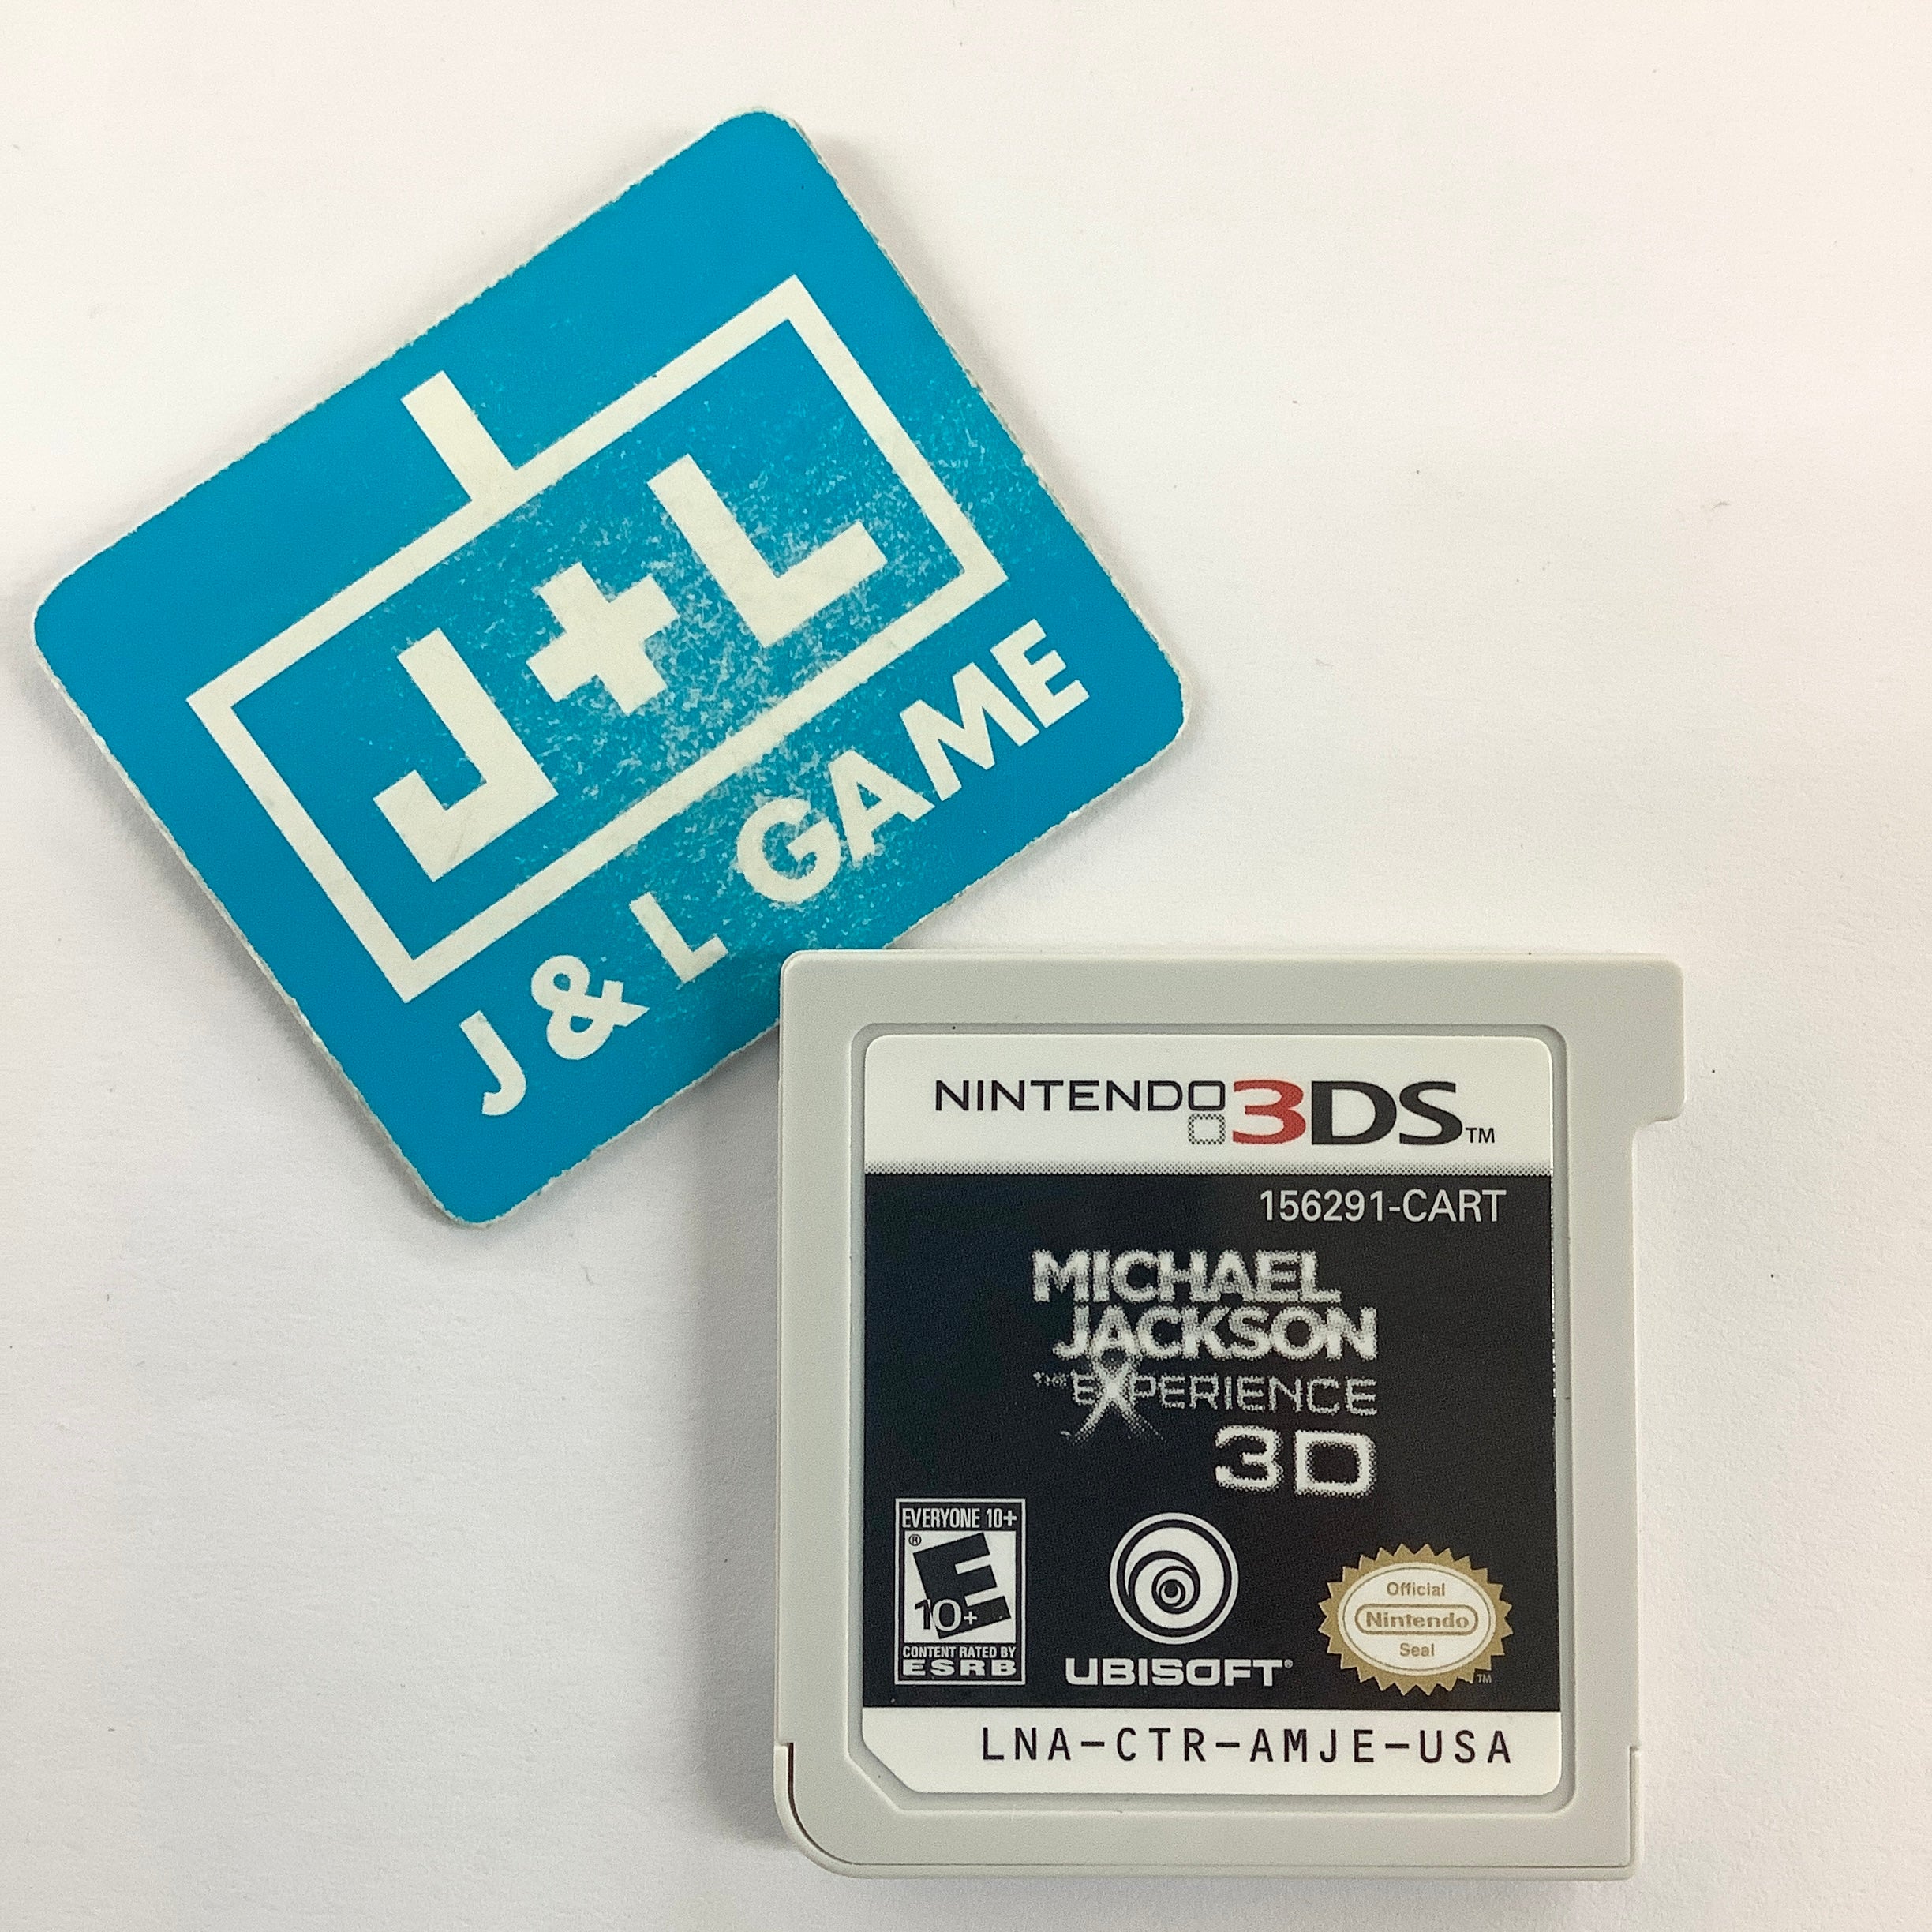 J+L
J & L GAME
NINTENDO 3DS™
156291-CART
MICHAEL
JACKSON
THE EXPERIENCE
3D
EVERYONE 10+
®
E
10+
CONTENT RATED BY
ESRB
UBISOFT®
Official
Nintendo
Seal
™
LNA-CTR-AMJE-USA